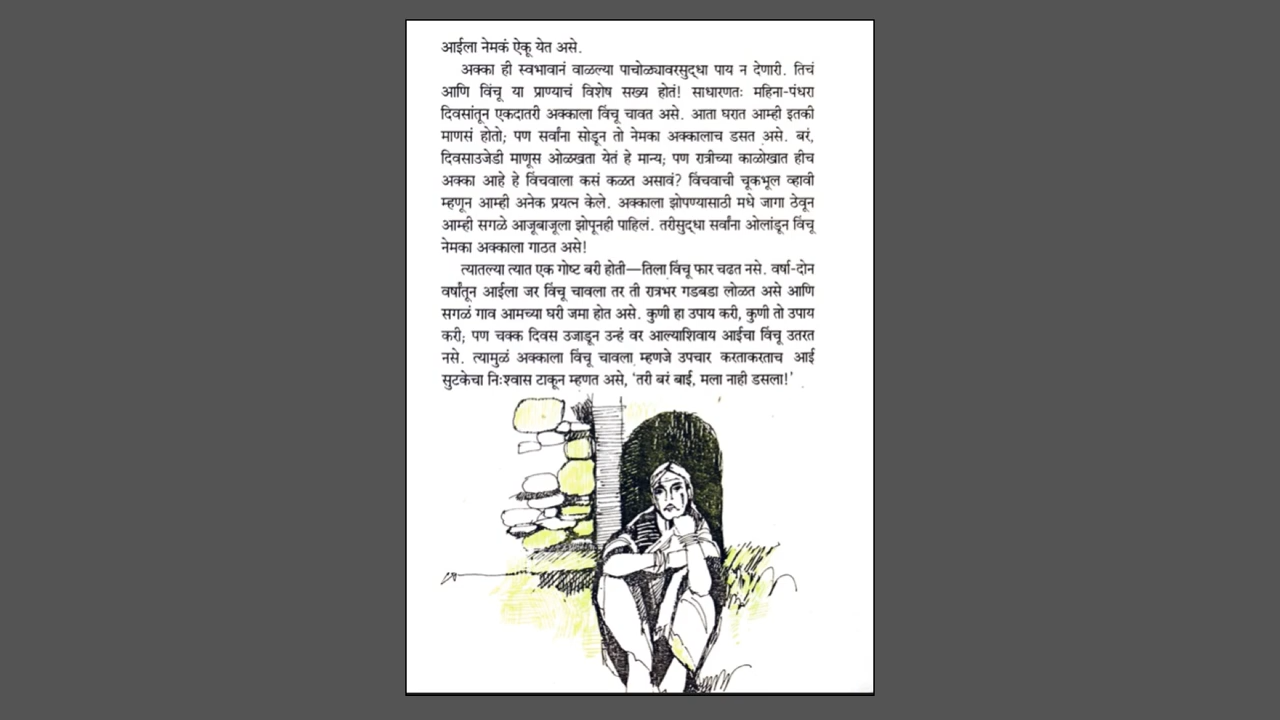 आईला नेमकं ऐकू येत असे.
अक्का ही स्वभावानं वाळल्या पाचोळ्यावरसुद्धा पाय न देणारी. तिचं
आणि विंचू या प्राण्याचं विशेष सख्य होतं! साधारणतः महिना-पंधरा
दिवसांतून एकदातरी अक्काला विंचू चावत असे. आता घरात आम्ही इतकी
माणसं होतो; पण सर्वांना सोडून तो नेमका अक्कालाच डसत असे. बरं,
दिवसाउजेडी माणूस ओळखता येतं हे मान्य; पण रात्रीच्या काळोखात हीच
अक्का आहे हे विंचवाला कसं कळत असावं? विंचवाची चूकभूल व्हावी
म्हणून आम्ही अनेक प्रयत्न केले. अक्काला झोपण्यासाठी मधे जागा ठेवून
आम्ही सगळे आजूबाजूला झोपूनही पाहिलं. तरीसुद्धा सर्वांना ओलांडून विंचू
नेमका अक्काला गाठत असे!
त्यातल्या त्यात एक गोष्ट बरी होती—तिला विंचू फार चढत नसे. वर्षा-दोन
वर्षांतून आईला जर विंचू चावला तर ती रात्रभर गडबडा लोळत असे आणि
सगळं गाव आमच्या घरी जमा होत असे. कुणी हा उपाय करी, कुणी तो उपाय
करी; पण चक्क दिवस उजाडून उन्हं वर आल्याशिवाय आईचा विंचू उतरत
नसे. त्यामुळं अक्काला विंचू चावला म्हणजे उपचार करताकरताच आई
सुटकेचा निःश्वास टाकून म्हणत असे, 'तरी बरं बाई, मला नाही डसला!'